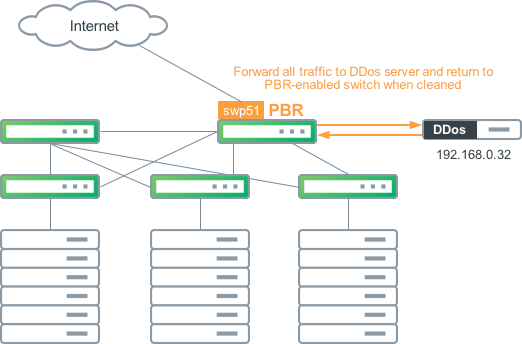 Internet
Forward all traffic to DDos server and return to
PBR-enabled switch when cleaned
swp51
PBR
DDos
192.168.0.32